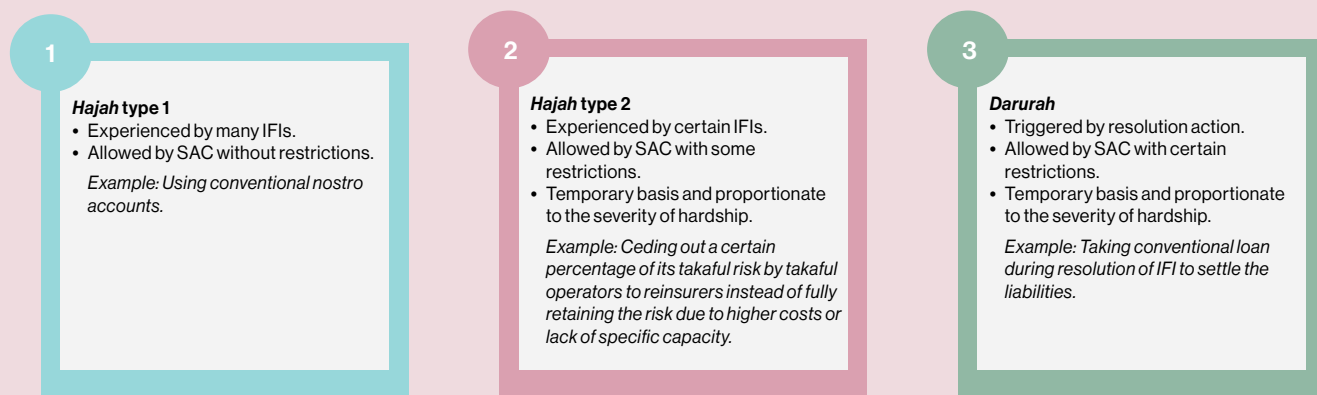 1
Hajah type 1
• Experienced by many IFIs.
• Allowed by SAC without restrictions.
Example: Using conventional nostro
accounts.
2
Hajah type 2
• Experienced by certain IFIs.
• Allowed by SAC with some
restrictions.
• Temporary basis and proportionate
to the severity of hardship.
Example: Ceding out a certain
percentage of its takaful risk by takaful
operators to reinsurers instead of fully
retaining the risk due to higher costs or
lack of specific capacity.
3
Darurah
• Triggered by resolution action.
• Allowed by SAC with certain
restrictions.
• Temporary basis and proportionate
to the severity of hardship.
Example: Taking conventional loan
during resolution of IFI to settle the
liabilities.